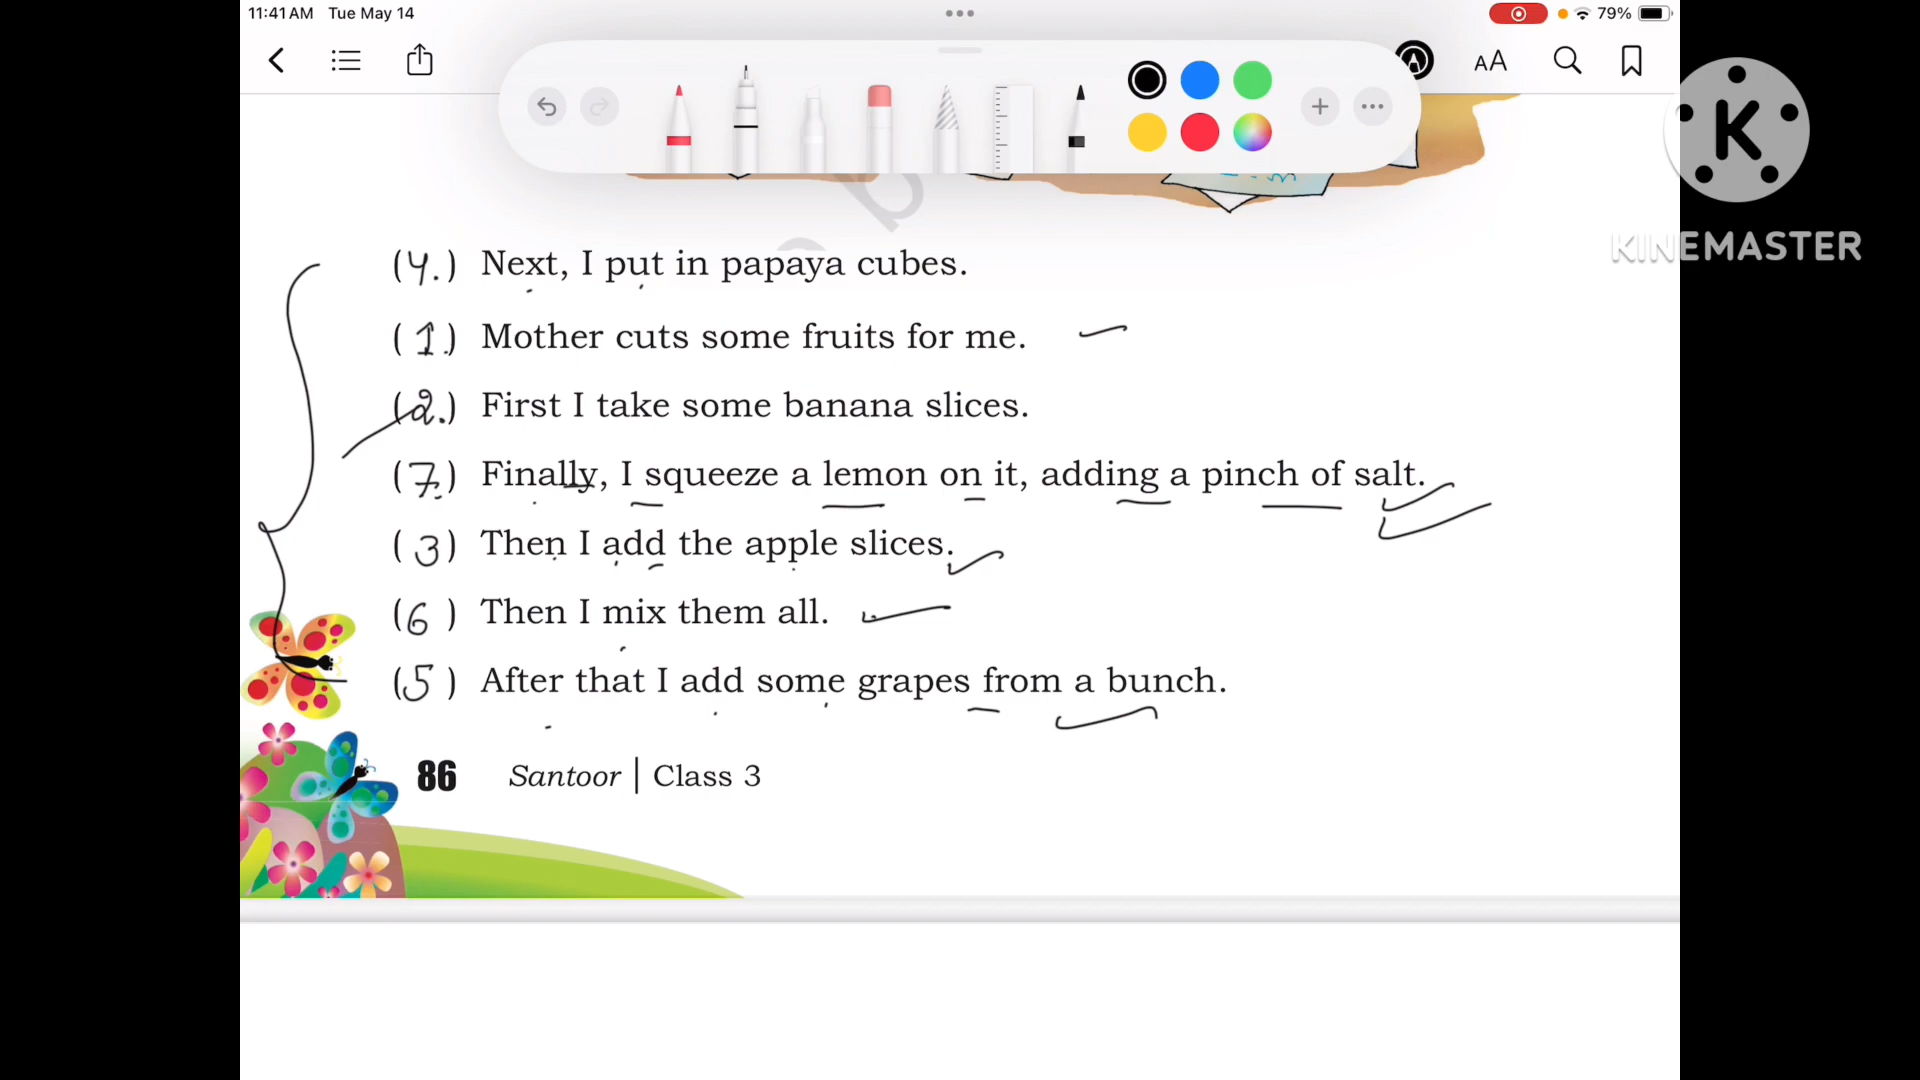 11:41 AM Tue May 14
79%
AA
K
KINEMASTER
(4.) Next, I put in papaya cubes.
(1.) Mother cuts some fruits for me.
(2.) First I take some banana slices.
(7.) Finally, I squeeze a lemon on it, adding a pinch of salt.
(3) Then I add the apple slices.
(6) Then I mix them all.
(5) After that I add some grapes from a bunch.
86 Santoor | Class 3